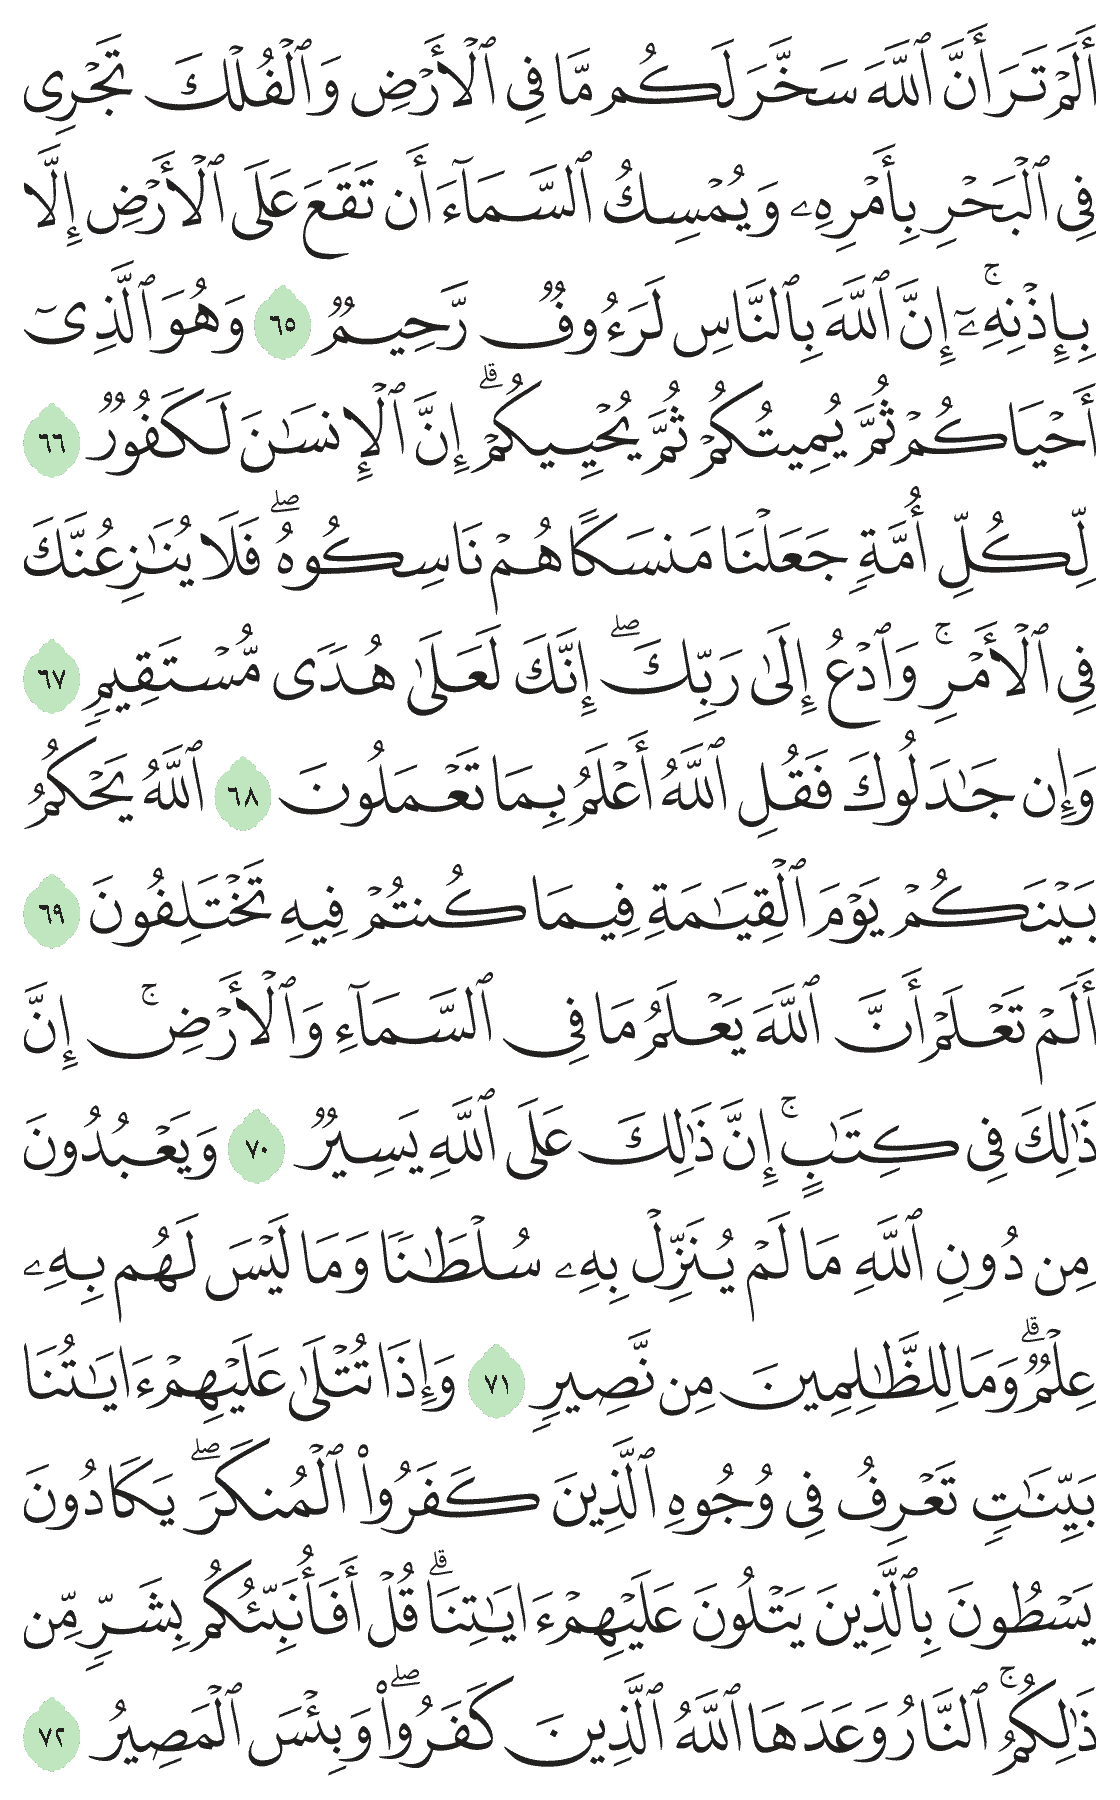 أَلَمْ تَرَ أَنَّ ٱللَّهَ سَخَّرَ لَكُم مَّا فِى ٱلْأَرْضِ وَٱلْفُلْكَ تَجْرِى
فِى ٱلْبَحْرِ بِأَمْرِهِۦ وَيُمْسِكُ ٱلسَّمَآءَ أَن تَقَعَ عَلَى ٱلْأَرْضِ إِلَّا
بِإِذْنِهِۦٓ ۚ إِنَّ ٱللَّهَ بِٱلنَّاسِ لَرَءُوفٌ رَّحِيمٌ ٦٥ وَهُوَ ٱلَّذِىٓ
أَحْيَاكُمْ ثُمَّ يُمِيتُكُمْ ثُمَّ يُحْيِيكُمْ ۗ إِنَّ ٱلْإِنسَـٰنَ لَكَفُورٌ ٦٦
لِّكُلِّ أُمَّةٍ جَعَلْنَا مَنسَكًا هُمْ نَاسِكُوهُ ۖ فَلَا يُنَـٰزِعُنَّكَ
فِى ٱلْأَمْرِ ۚ وَٱدْعُ إِلَىٰ رَبِّكَ ۖ إِنَّكَ لَعَلَىٰ هُدًى مُّسْتَقِيمٍ ٦٧
وَإِن جَـٰدَلُوكَ فَقُلِ ٱللَّهُ أَعْلَمُ بِمَا تَعْمَلُونَ ٦٨ ٱللَّهُ يَحْكُمُ
بَيْنَكُمْ يَوْمَ ٱلْقِيَـٰمَةِ فِيمَا كُنتُمْ فِيهِ تَخْتَلِفُونَ ٦٩
أَلَمْ تَعْلَمْ أَنَّ ٱللَّهَ يَعْلَمُ مَا فِى ٱلسَّمَآءِ وَٱلْأَرْضِ ۚ إِنَّ
ذَٰلِكَ فِى كِتَـٰبٍ ۚ إِنَّ ذَٰلِكَ عَلَى ٱللَّهِ يَسِيرٌ ٧٠ وَيَعْبُدُونَ
مِن دُونِ ٱللَّهِ مَا لَمْ يُنَزِّلْ بِهِۦ سُلْطَـٰنًا وَمَا لَيْسَ لَهُم بِهِۦ
عِلْمٌ ۗ وَمَا لِلظَّـٰلِمِينَ مِن نَّصِيرٍ ٧١ وَإِذَا تُتْلَىٰ عَلَيْهِمْ ءَايَـٰتُنَا
بَيِّنَـٰتٍ تَعْرِفُ فِى وُجُوهِ ٱلَّذِينَ كَفَرُوا۟ ٱلْمُنكَرَ ۖ يَكَادُونَ
يَسْطُونَ بِٱلَّذِينَ يَتْلُونَ عَلَيْهِمْ ءَايَـٰتِنَا ۗ قُلْ أَفَأُنَبِّئُكُم بِشَرٍّ مِّن
ذَٰلِكُمُ ۚ ٱلنَّارُ وَعَدَهَا ٱللَّهُ ٱلَّذِينَ كَفَرُوا۟ ۖ وَبِئْسَ ٱلْمَصِيرُ ٧٢